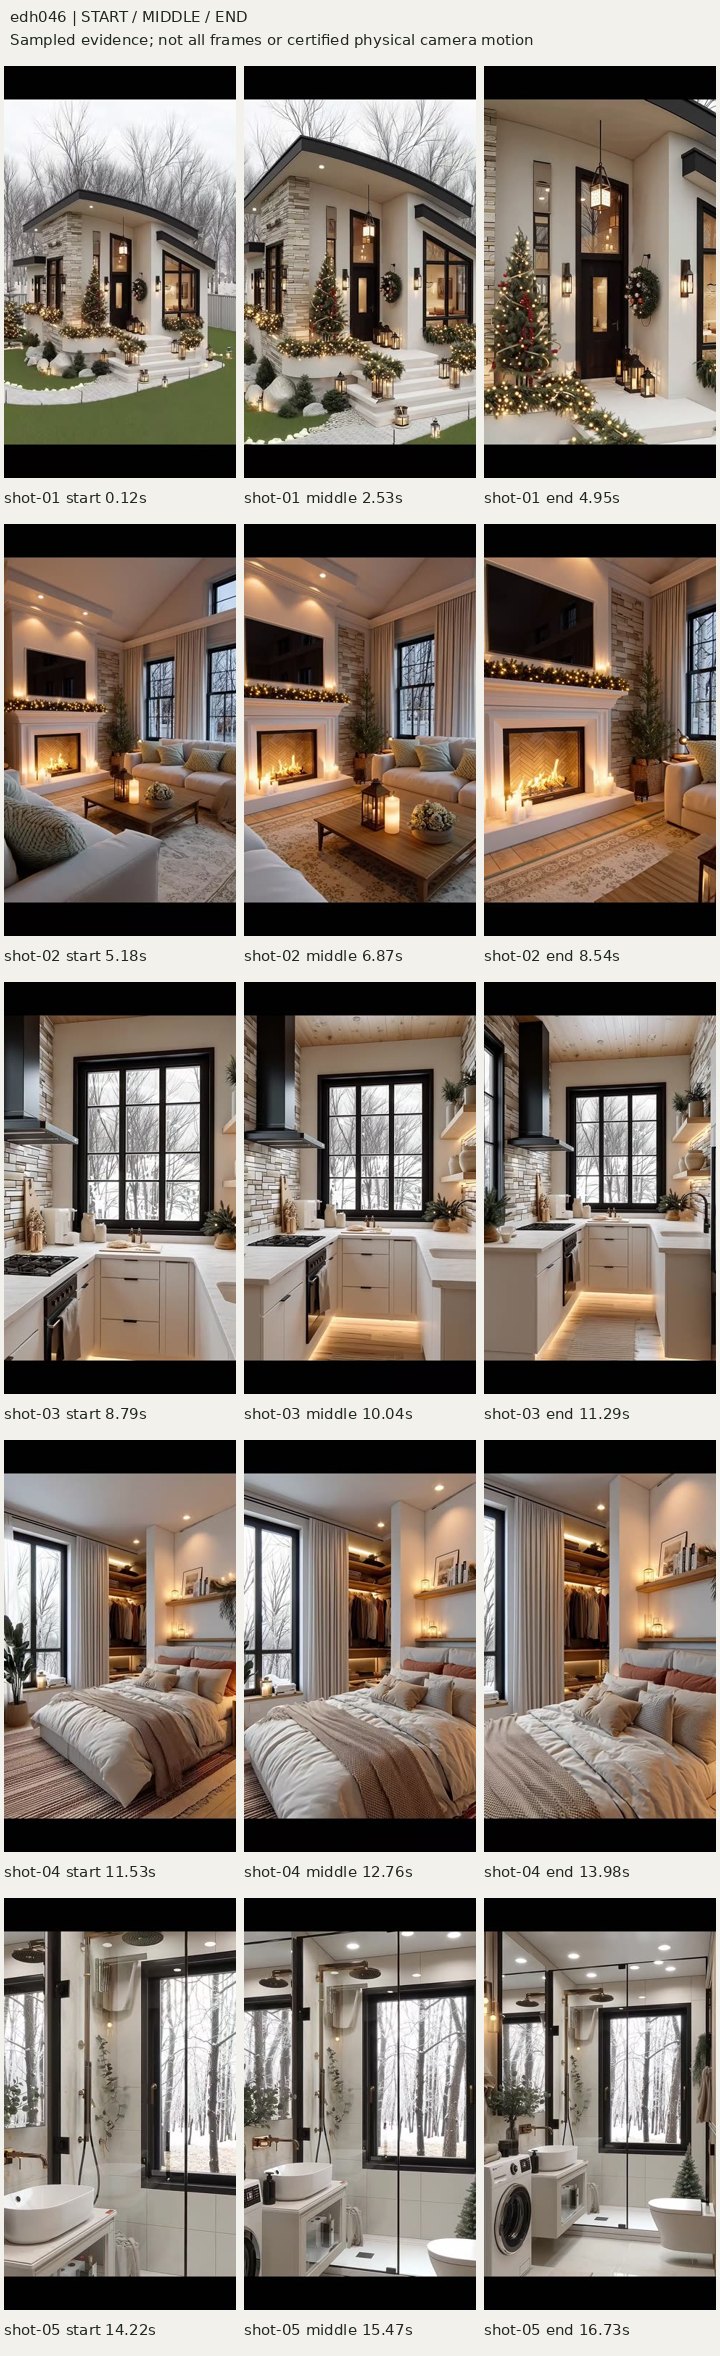 edh046 | START / MIDDLE / END
Sampled evidence; not all frames or certified physical camera motion
shot-01 start 0.12s
shot-01 middle 2.53s
shot-01 end 4.95s
shot-02 start 5.18s
shot-02 middle 6.87s
shot-02 end 8.54s
shot-03 start 8.79s
shot-03 middle 10.04s
shot-03 end 11.29s
shot-04 start 11.53s
shot-04 middle 12.76s
shot-04 end 13.98s
shot-05 start 14.22s
shot-05 middle 15.47s
shot-05 end 16.73s